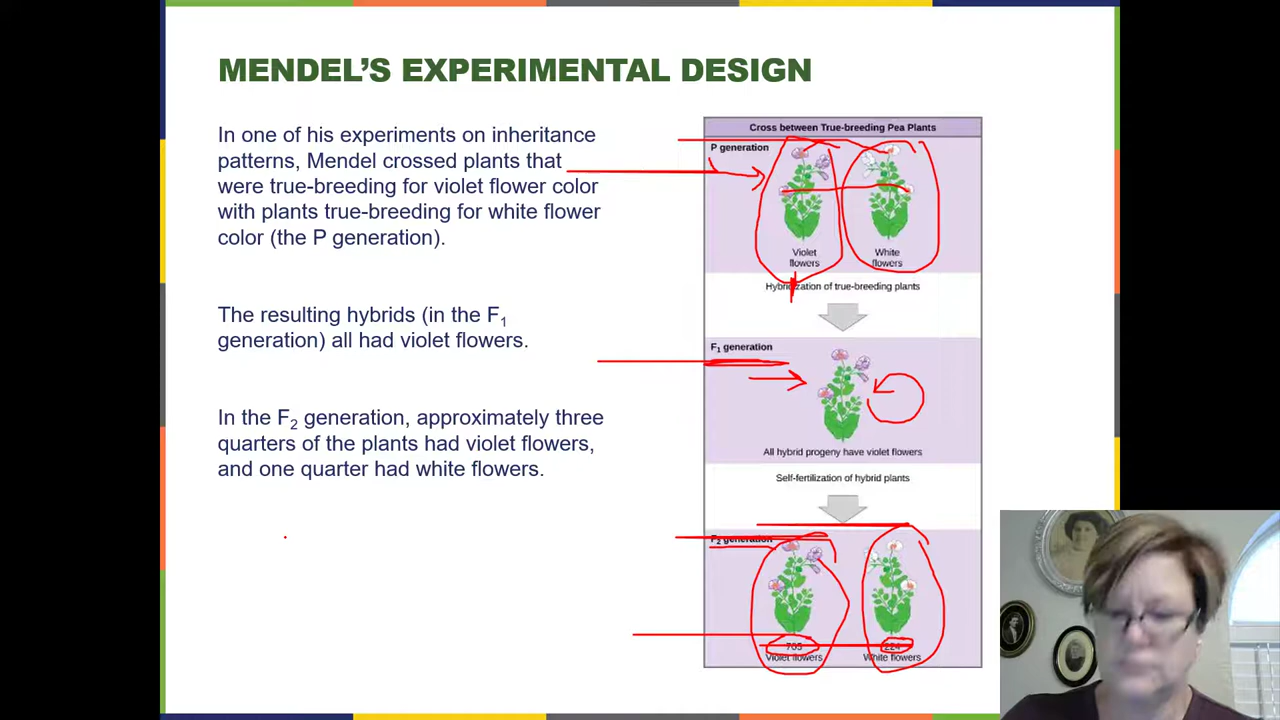 MENDEL'S EXPERIMENTAL DESIGN
In one of his experiments on inheritance
patterns, Mendel crossed plants that
were true-breeding for violet flower color
with plants true-breeding for white flower
color (the P generation).
The resulting hybrids (in the F1
generation) all had violet flowers.
In the F2 generation, approximately three
quarters of the plants had violet flowers,
and one quarter had white flowers.
Cross between True-breeding Pea Plants
P generation
Violet
flowers
White
flowers
Hybridization of true-breeding plants
F1 generation
All hybrid progeny have violet flowers
Self-fertilization of hybrid plants
F2 generation
705
Violet flowers
224
White flowers